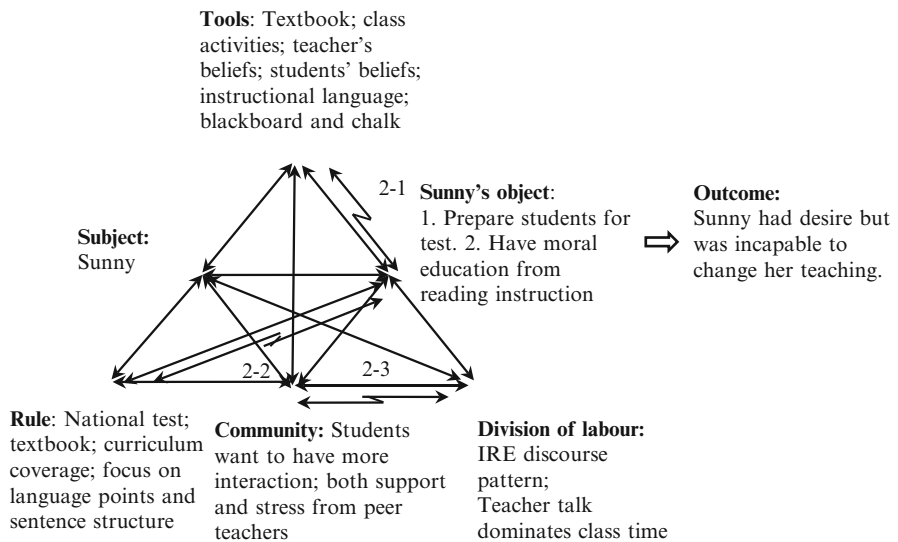 Tools: Textbook; class
activities; teacher's
beliefs; students' beliefs;
instructional language;
blackboard and chalk
2-1
Sunny's object:
1. Prepare students for
test. 2. Have moral
education from
reading instruction
Outcome:
Sunny had desire but
was incapable to
change her teaching.
Subject:
Sunny
2-2
2-3
Rule: National test;
textbook; curriculum
coverage; focus on
language points and
sentence structure
Community: Students
want to have more
interaction; both support
and stress from peer
teachers
Division of labour:
IRE discourse
pattern;
Teacher talk
dominates class time